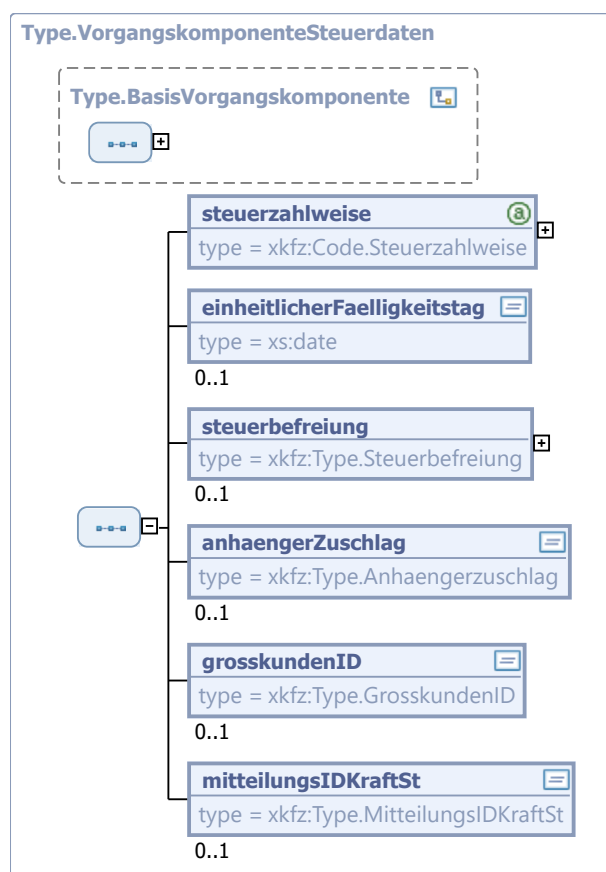 Type.VorgangskomponenteSteuerdaten
Type.BasisVorgangskomponente
steuerzahlweise
type = xkfz:Code.Steuerzahlweise
einheitlicherFaelligkeitstag
type = xs:date
0..1
steuerbefreiung
type = xkfz:Type.Steuerbefreiung
0..1
anhaengerZuschlag
type = xkfz:Type.Anhaengerzuschlag
0..1
grosskundenID
type = xkfz:Type.GrosskundenID
0..1
mitteilungsIDKraftSt
type = xkfz:Type.MitteilungsIDKraftSt
0..1